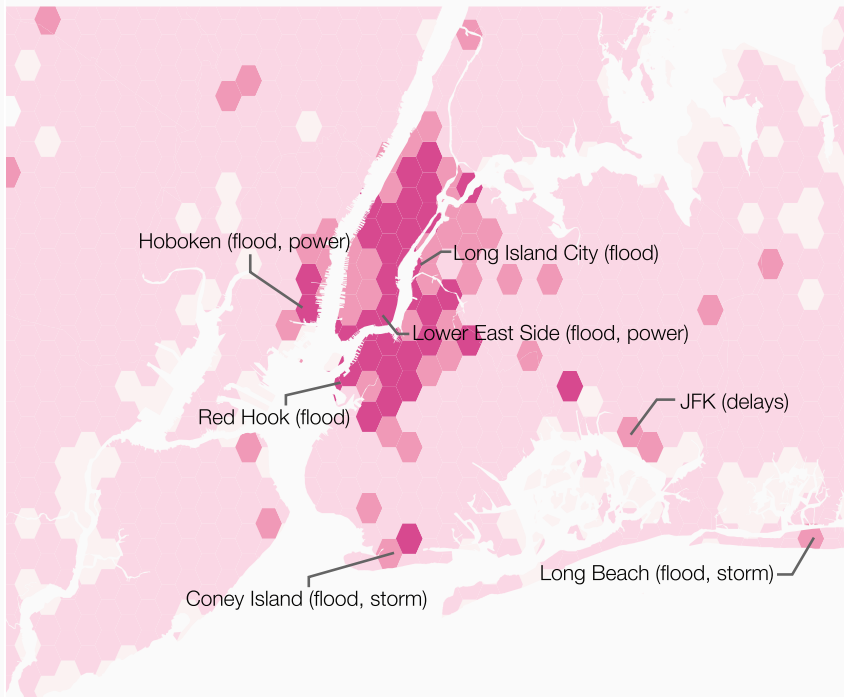 Hoboken (flood, power)
Long Island City (flood)
Lower East Side (flood, power)
JFK (delays)
Red Hook (flood)
Long Beach (flood, storm)
Coney Island (flood, storm)